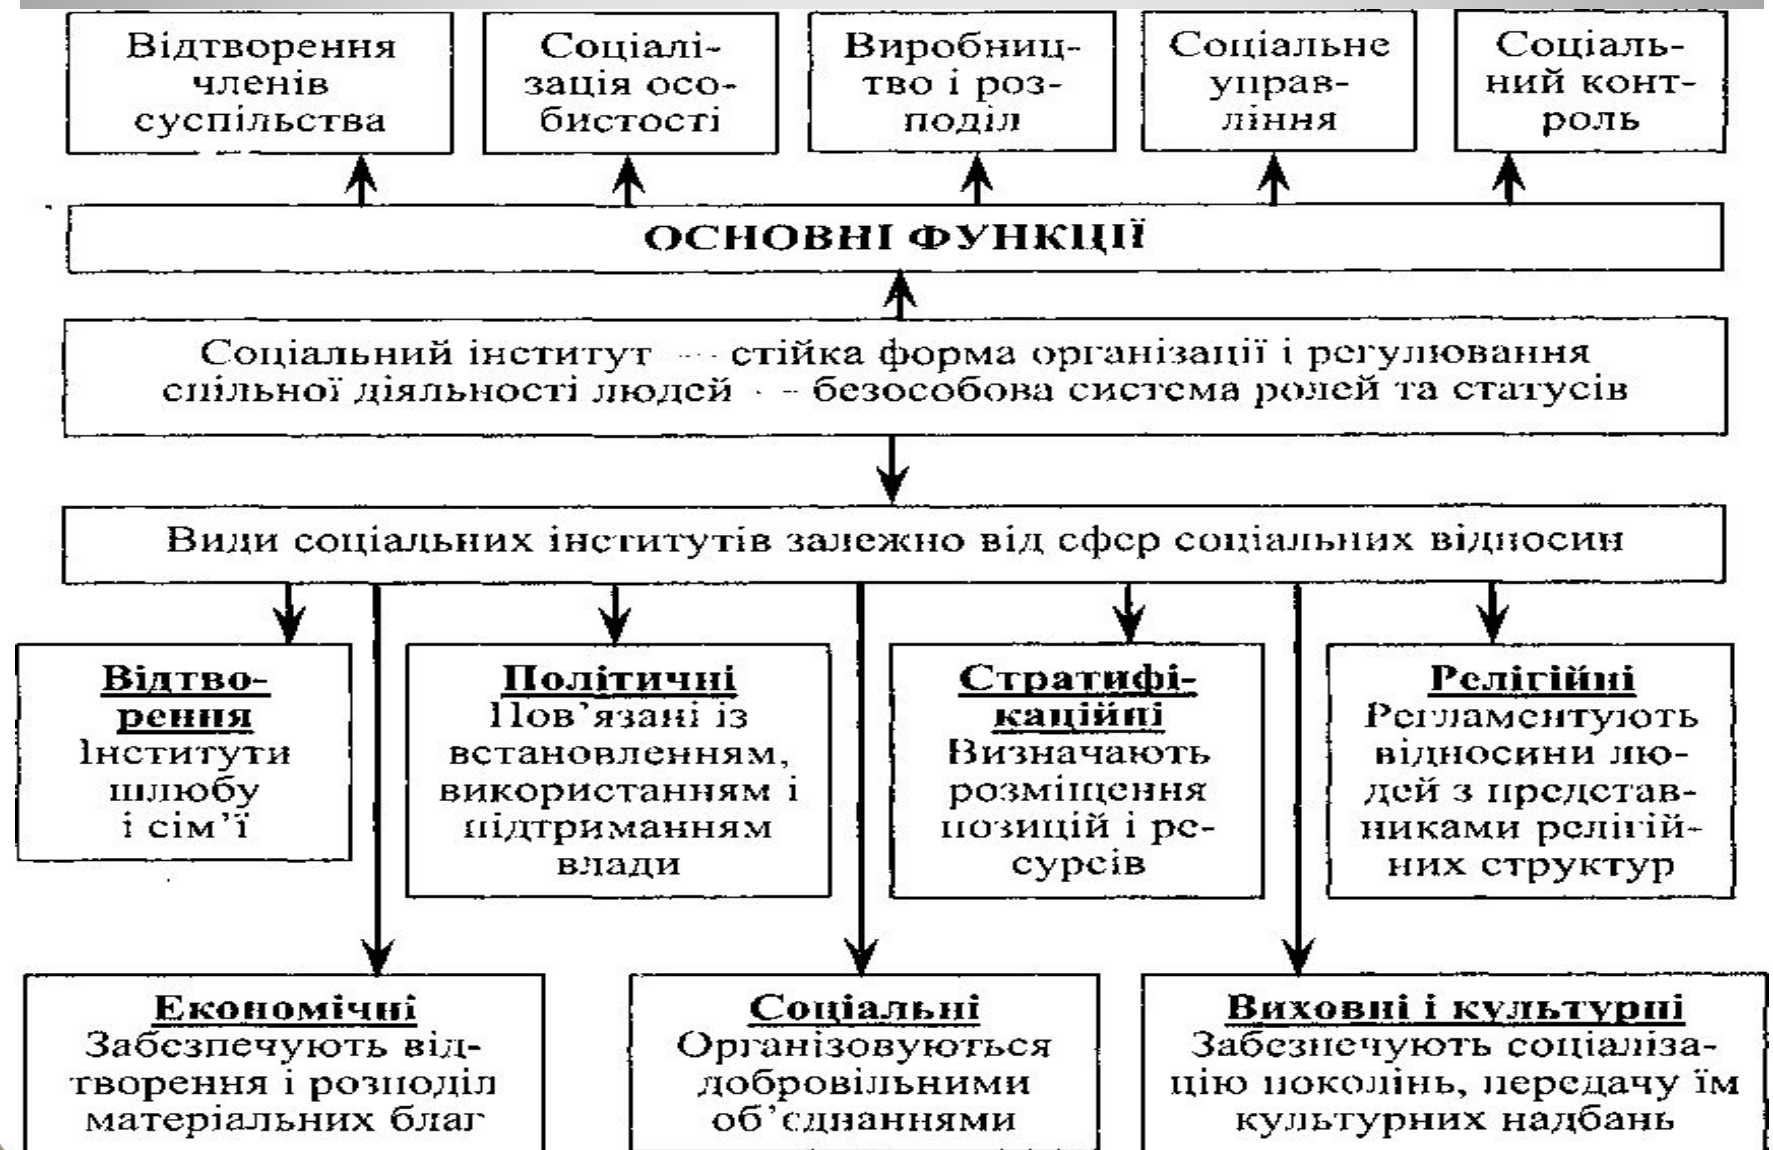 Відтворення
членів
суспільства
Соціалі-
зація осо-
бистості
Виробниц-
тво і роз-
поділ
Соціальне
управ-
ління
Соціаль-
ний конт-
роль
ОСНОВНІ ФУНКЦІЇ
Соціальний інститут — стійка форма організації і регулювання
спільної діяльності людей — безособова система ролей та статусів
Види соціальних інститутів залежно від сфер соціальних відносин
Відтво-
рення
Інститути
шлюбу
і сім’ї
Політичні
Пов’язані із
встановленням,
використанням і
підтриманням
влади
Стратифі-
каційні
Визначають
розміщення
позицій і ре-
сурсів
Релігійні
Регламентують
відносини лю-
дей з представ-
никами релігій-
них структур
Економічні
Забезпечують від-
творення і розподіл
матеріальних благ
Соціальні
Організовуються
добровільними
об’єднаннями
Виховні і культурні
Забезпечують соціаліза-
цію поколінь, передачу їм
культурних надбань